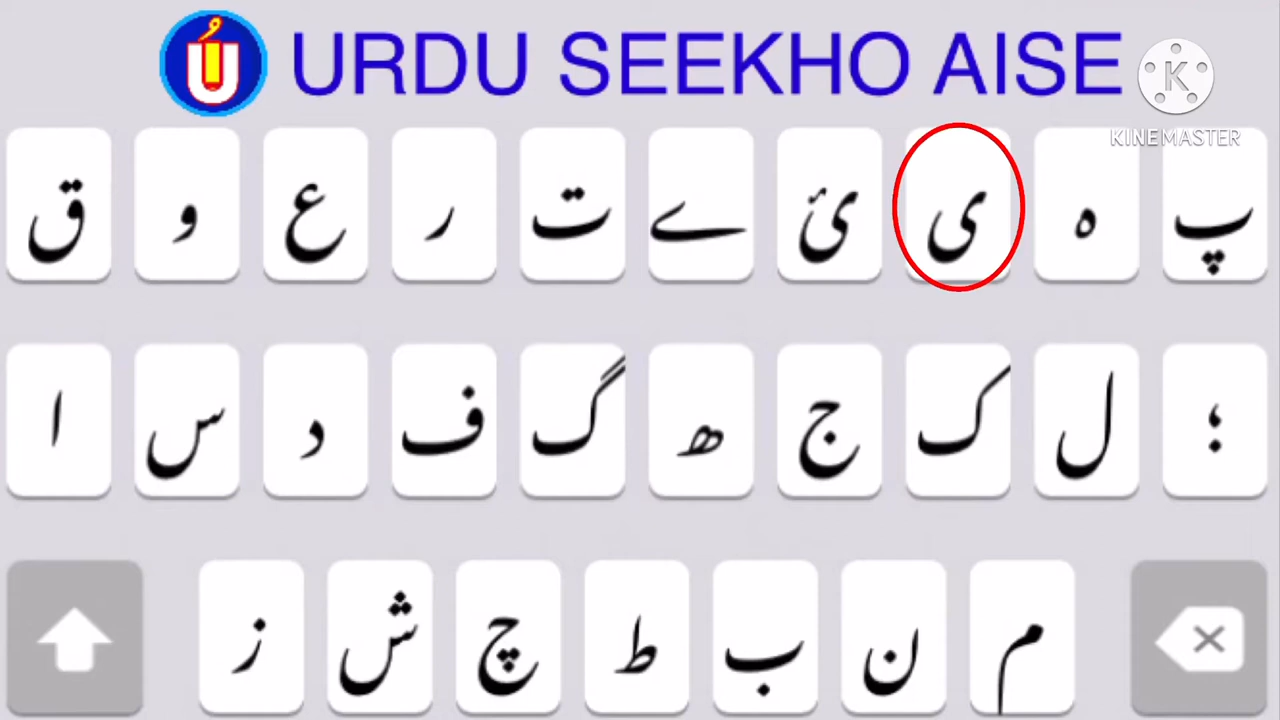 URDU SEEKHO AISE
KINEMASTER
ق و ع ر ت ے ئ ی ہ پ
ا س د ف گ ھ ج ک ل ؛
ز ش چ ط ب ن م